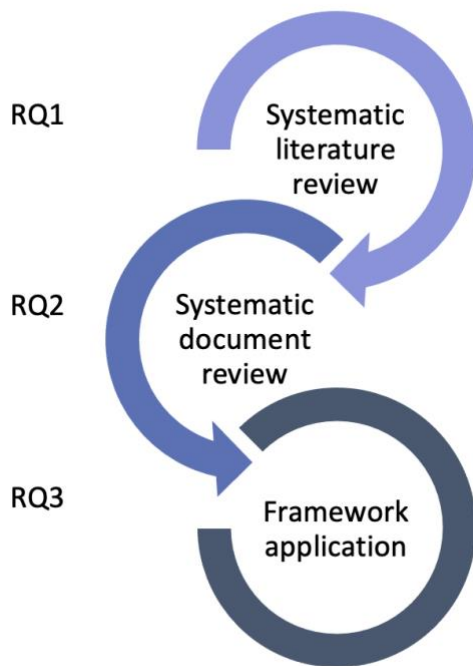 RQ1
Systematic
literature
review
RQ2
Systematic
document
review
RQ3
Framework
application